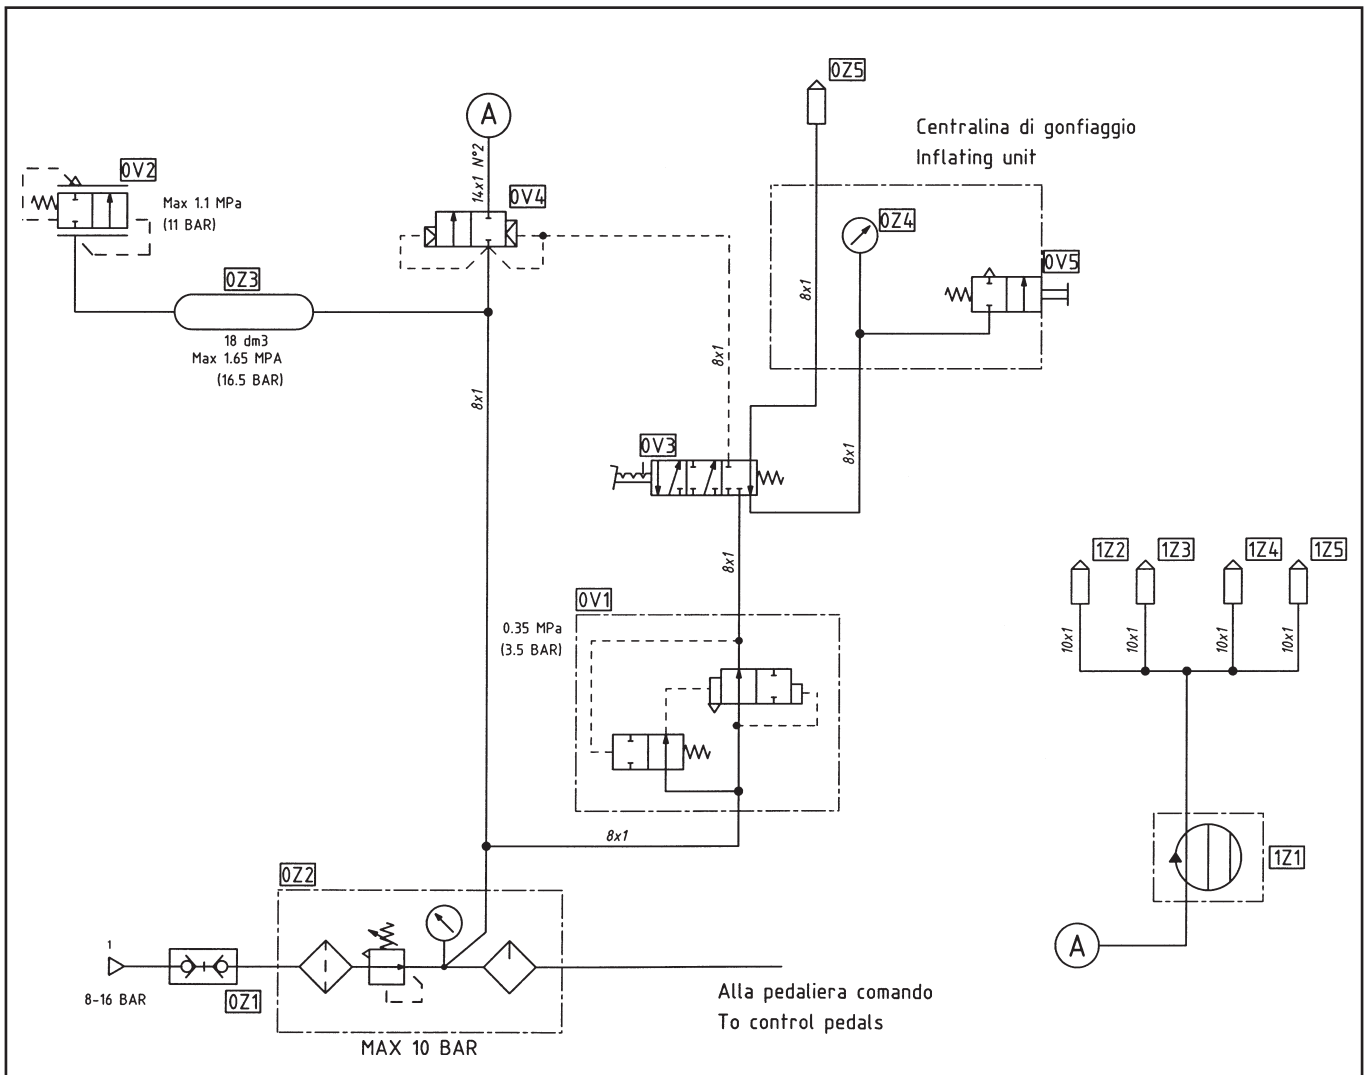 0Z5
A
Centralina di gonfiaggio
Inflating unit
14x1 N°2
0V2
0V4
Max 1.1 MPa
(11 BAR)
0Z4
0V5
0Z3
8x1
18 dm3
Max 1.65 MPA
(16.5 BAR)
8x1
8x1
0V3
8x1
1Z2
1Z3
1Z4
1Z5
8x1
0V1
0.35 MPa
(3.5 BAR)
10x1
10x1
10x1
10x1
8x1
1Z1
0Z2
A
1
8-16 BAR
0Z1
Alla pedaliera comando
To control pedals
MAX 10 BAR